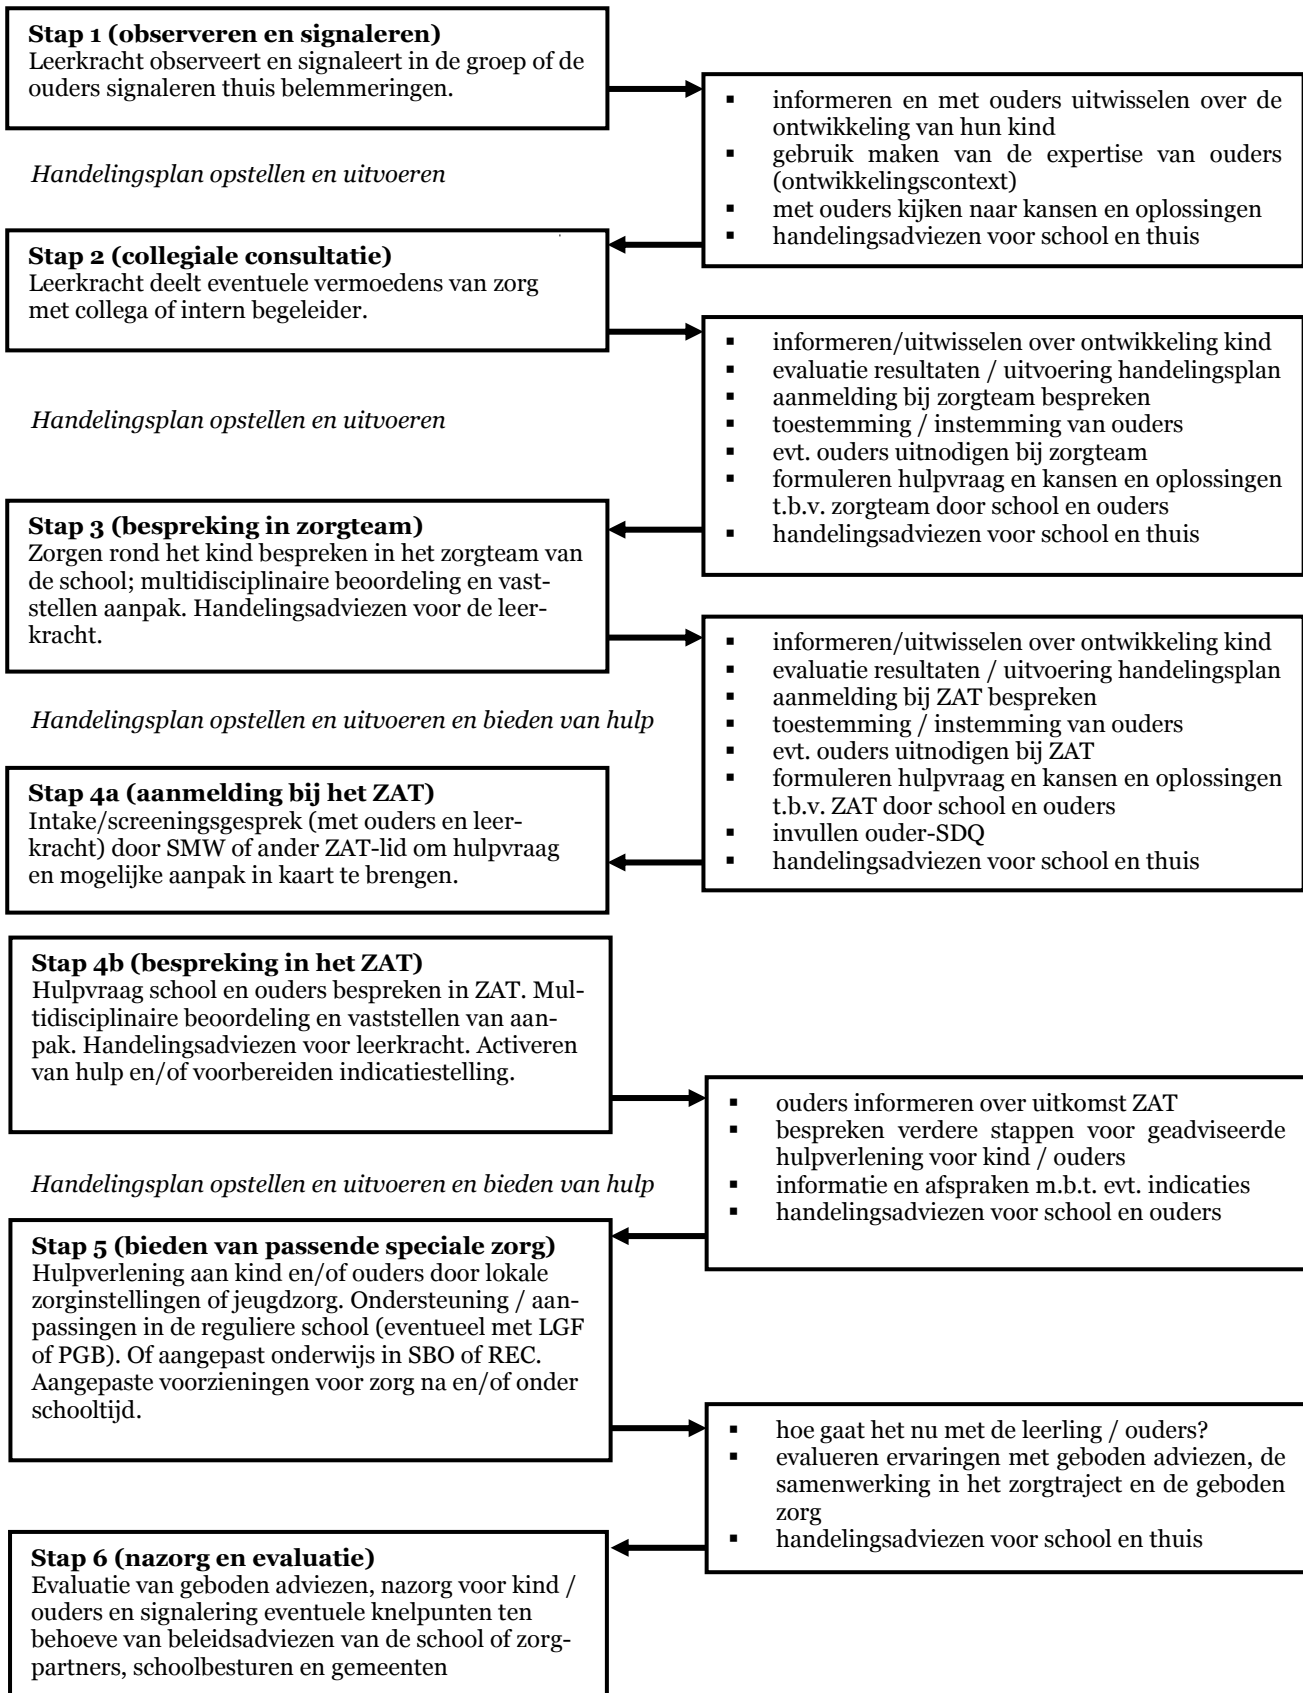 Stap 1 (observeren en signaleren)
Leerkracht observeert en signaleert in de groep of de
ouders signaleren thuis belemmeringen.
▪ informeren en met ouders uitwisselen over de
ontwikkeling van hun kind
▪ gebruik maken van de expertise van ouders
(ontwikkelingscontext)
▪ met ouders kijken naar kansen en oplossingen
▪ handelingsadviezen voor school en thuis
Handelingsplan opstellen en uitvoeren
Stap 2 (collegiale consultatie)
Leerkracht deelt eventuele vermoedens van zorg
met collega of intern begeleider.
▪ informeren/uitwisselen over ontwikkeling kind
▪ evaluatie resultaten / uitvoering handelingsplan
▪ aanmelding bij zorgteam bespreken
▪ toestemming / instemming van ouders
▪ evt. ouders uitnodigen bij zorgteam
▪ formuleren hulpvraag en kansen en oplossingen
t.b.v. zorgteam door school en ouders
▪ handelingsadviezen voor school en thuis
Handelingsplan opstellen en uitvoeren
Stap 3 (bespreking in zorgteam)
Zorgen rond het kind bespreken in het zorgteam van
de school; multidisciplinaire beoordeling en vast-
stellen aanpak. Handelingsadviezen voor de leer-
kracht.
▪ informeren/uitwisselen over ontwikkeling kind
▪ evaluatie resultaten / uitvoering handelingsplan
▪ aanmelding bij ZAT bespreken
▪ toestemming / instemming van ouders
▪ evt. ouders uitnodigen bij ZAT
▪ formuleren hulpvraag en kansen en oplossingen
t.b.v. ZAT door school en ouders
▪ invullen ouder-SDQ
▪ handelingsadviezen voor school en thuis
Handelingsplan opstellen en uitvoeren en bieden van hulp
Stap 4a (aanmelding bij het ZAT)
Intake/screeningsgesprek (met ouders en leer-
kracht) door SMW of ander ZAT-lid om hulpvraag
en mogelijke aanpak in kaart te brengen.
Stap 4b (bespreking in het ZAT)
Hulpvraag school en ouders bespreken in ZAT. Mul-
tidisciplinaire beoordeling en vaststellen van aan-
pak. Handelingsadviezen voor leerkracht. Activeren
van hulp en/of voorbereiden indicatiestelling.
▪ ouders informeren over uitkomst ZAT
▪ bespreken verdere stappen voor geadviseerde
hulpverlening voor kind / ouders
▪ informatie en afspraken m.b.t. evt. indicaties
▪ handelingsadviezen voor school en ouders
Handelingsplan opstellen en uitvoeren en bieden van hulp
Stap 5 (bieden van passende speciale zorg)
Hulpverlening aan kind en/of ouders door lokale
zorginstellingen of jeugdzorg. Ondersteuning / aan-
passingen in de reguliere school (eventueel met LGF
of PGB). Of aangepast onderwijs in SBO of REC.
Aangepaste voorzieningen voor zorg na en/of onder
schooltijd.
▪ hoe gaat het nu met de leerling / ouders?
▪ evalueren ervaringen met geboden adviezen, de
samenwerking in het zorgtraject en de geboden
zorg
▪ handelingsadviezen voor school en thuis
Stap 6 (nazorg en evaluatie)
Evaluatie van geboden adviezen, nazorg voor kind /
ouders en signalering eventuele knelpunten ten
behoeve van beleidsadviezen van de school of zorg-
partners, schoolbesturen en gemeenten